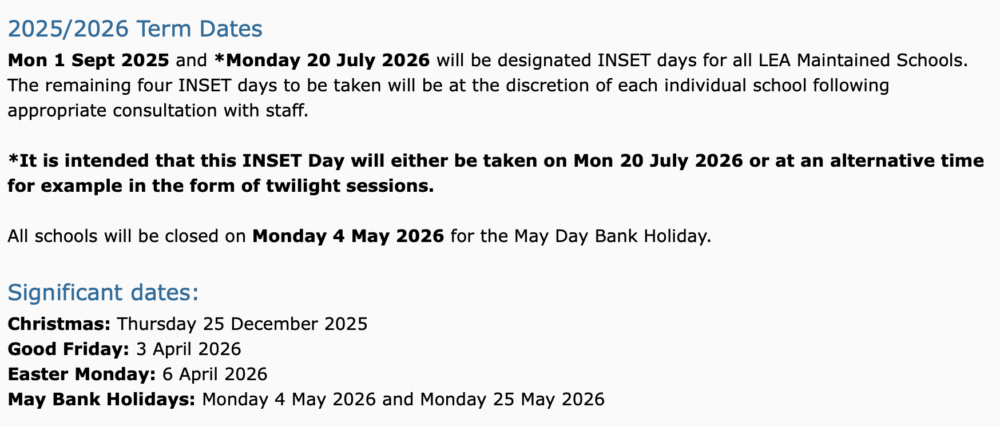 2025/2026 Term Dates
Mon 1 Sept 2025 and *Monday 20 July 2026 will be designated INSET days for all LEA Maintained Schools.
The remaining four INSET days to be taken will be at the discretion of each individual school following
appropriate consultation with staff.
*It is intended that this INSET Day will either be taken on Mon 20 July 2026 or at an alternative time
for example in the form of twilight sessions.
All schools will be closed on Monday 4 May 2026 for the May Day Bank Holiday.
Significant dates:
Christmas: Thursday 25 December 2025
Good Friday: 3 April 2026
Easter Monday: 6 April 2026
May Bank Holidays: Monday 4 May 2026 and Monday 25 May 2026